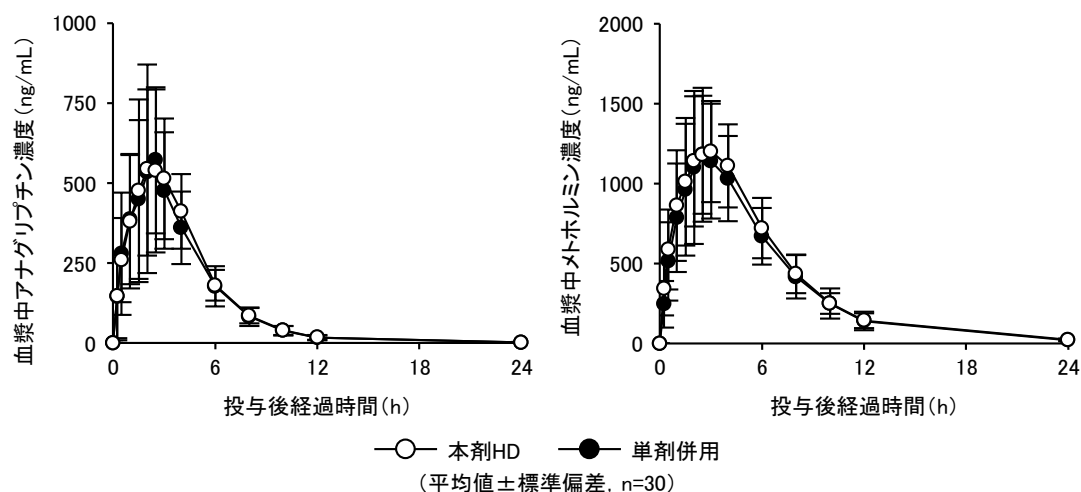 血漿中アナグリプチン濃度(ng/mL)
1000
750
500
250
0
0 6 12 18 24
投与後経過時間(h)
血漿中メトホルミン濃度(ng/mL)
2000
1500
1000
500
0
0 6 12 18 24
投与後経過時間(h)
本剤HD 単剤併用
(平均値±標準偏差, n=30)